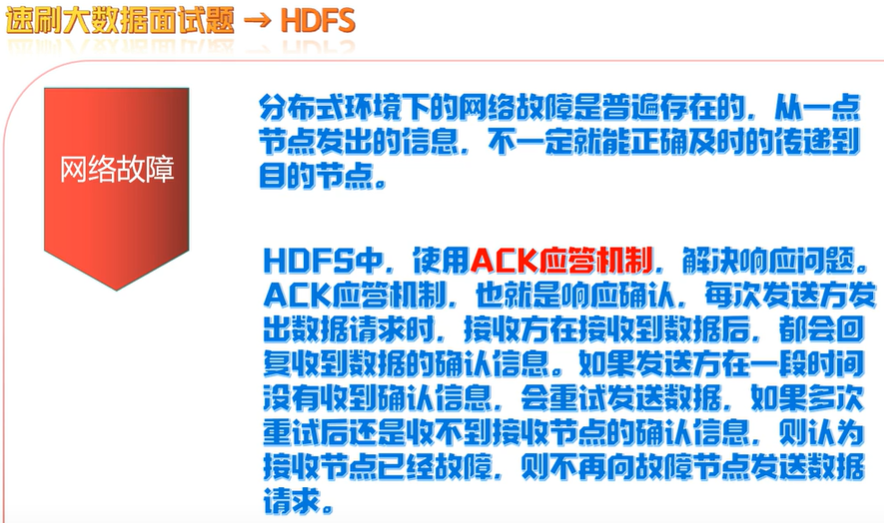 速刷大数据面试题 → HDFS
网络故障
分布式环境下的网络故障是普遍存在的，从一点
节点发出的信息，不一定就能正确及时的传递到
目的节点。
HDFS中，使用ACK应答机制，解决响应问题。
ACK应答机制，也就是响应确认，每次发送方发
出数据请求时，接收方在接收到数据后，都会回
复收到数据的确认信息。如果发送方在一段时间
没有收到确认信息，会重试发送数据，如果多次
重试后还是收不到接收节点的确认信息，则认为
接收节点已经故障，则不再向故障节点发送数据
请求。